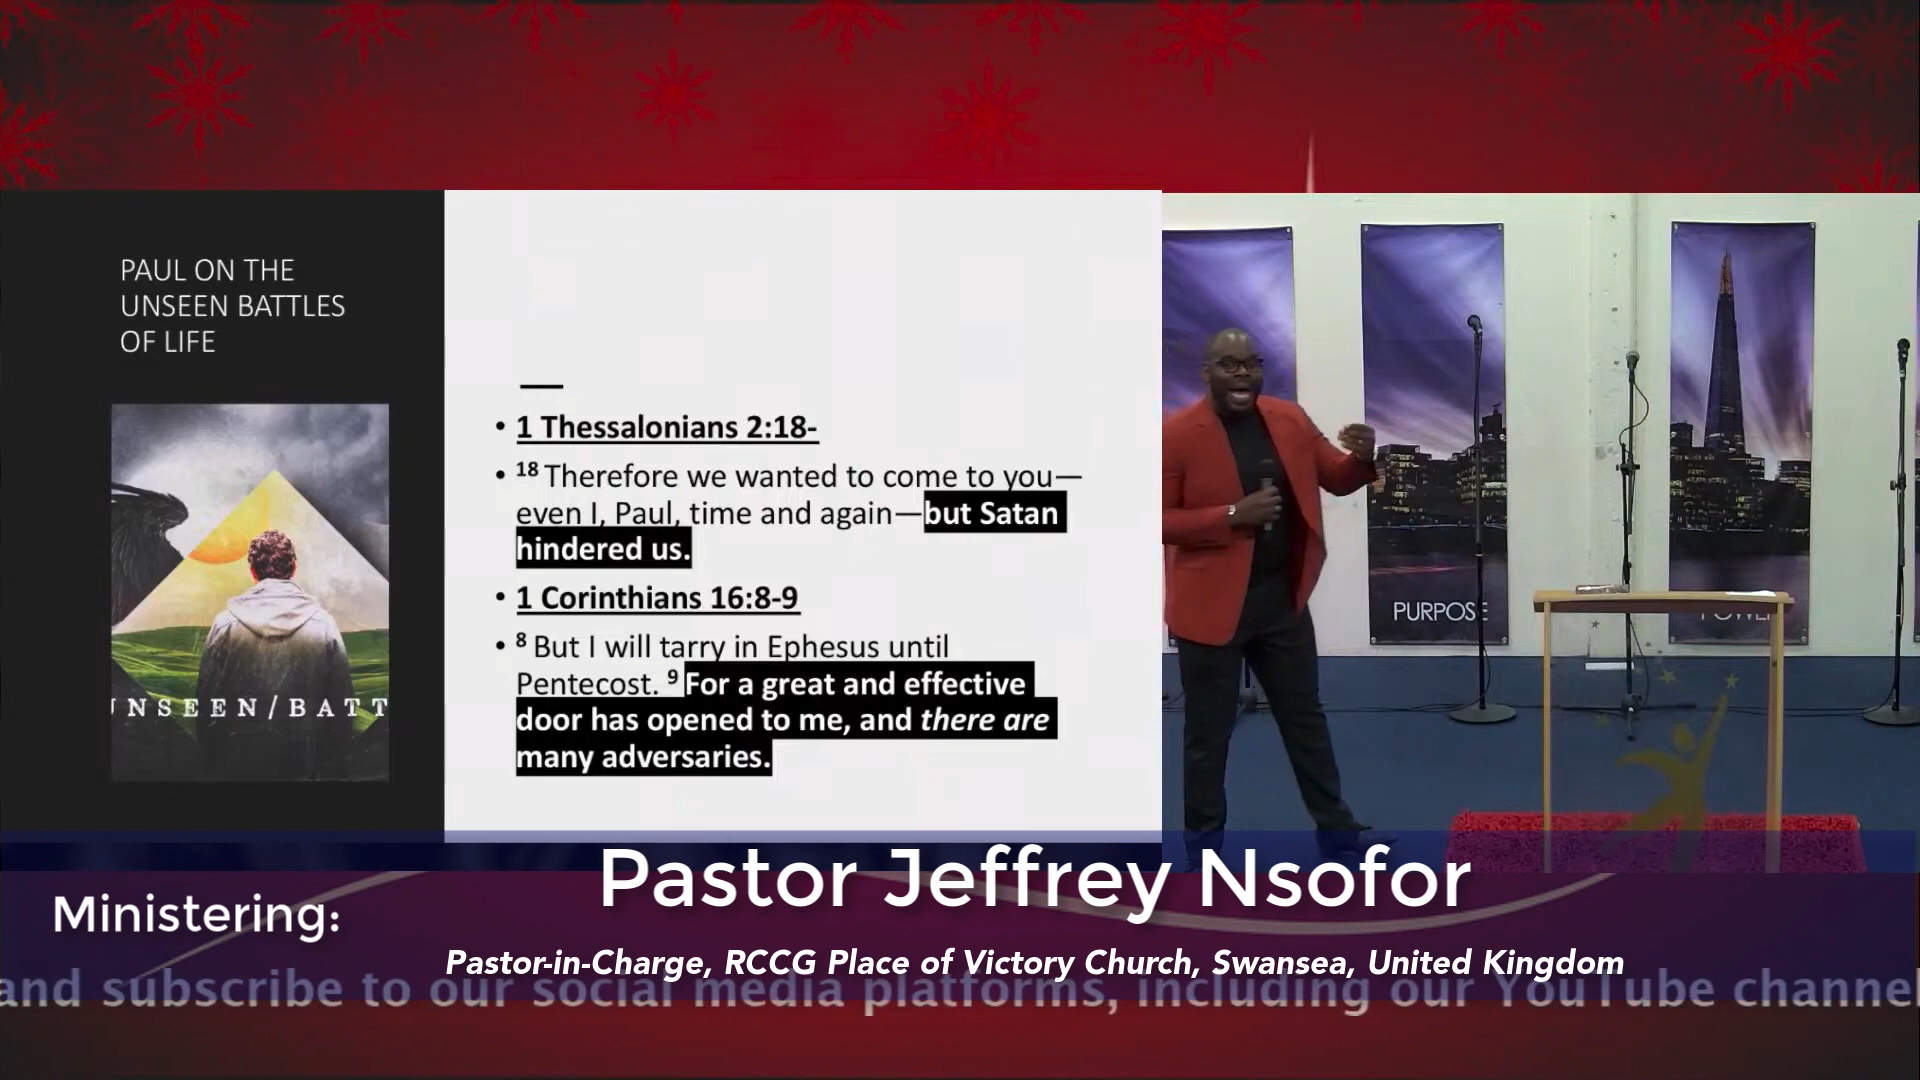 PAUL ON THE
UNSEEN BATTLES
OF LIFE
NSEEN/BATT
• 1 Thessalonians 2:18-
• 18 Therefore we wanted to come to you—
even I, Paul, time and again—but Satan
hindered us.
• 1 Corinthians 16:8-9
• 8 But I will tarry in Ephesus until
Pentecost. 9 For a great and effective
door has opened to me, and there are
many adversaries.
PURPOSE
POWER
Ministering:
Pastor Jeffrey Nsofor
Pastor-in-Charge, RCCG Place of Victory Church, Swansea, United Kingdom
and subscribe to our social media platforms, including our YouTube channel